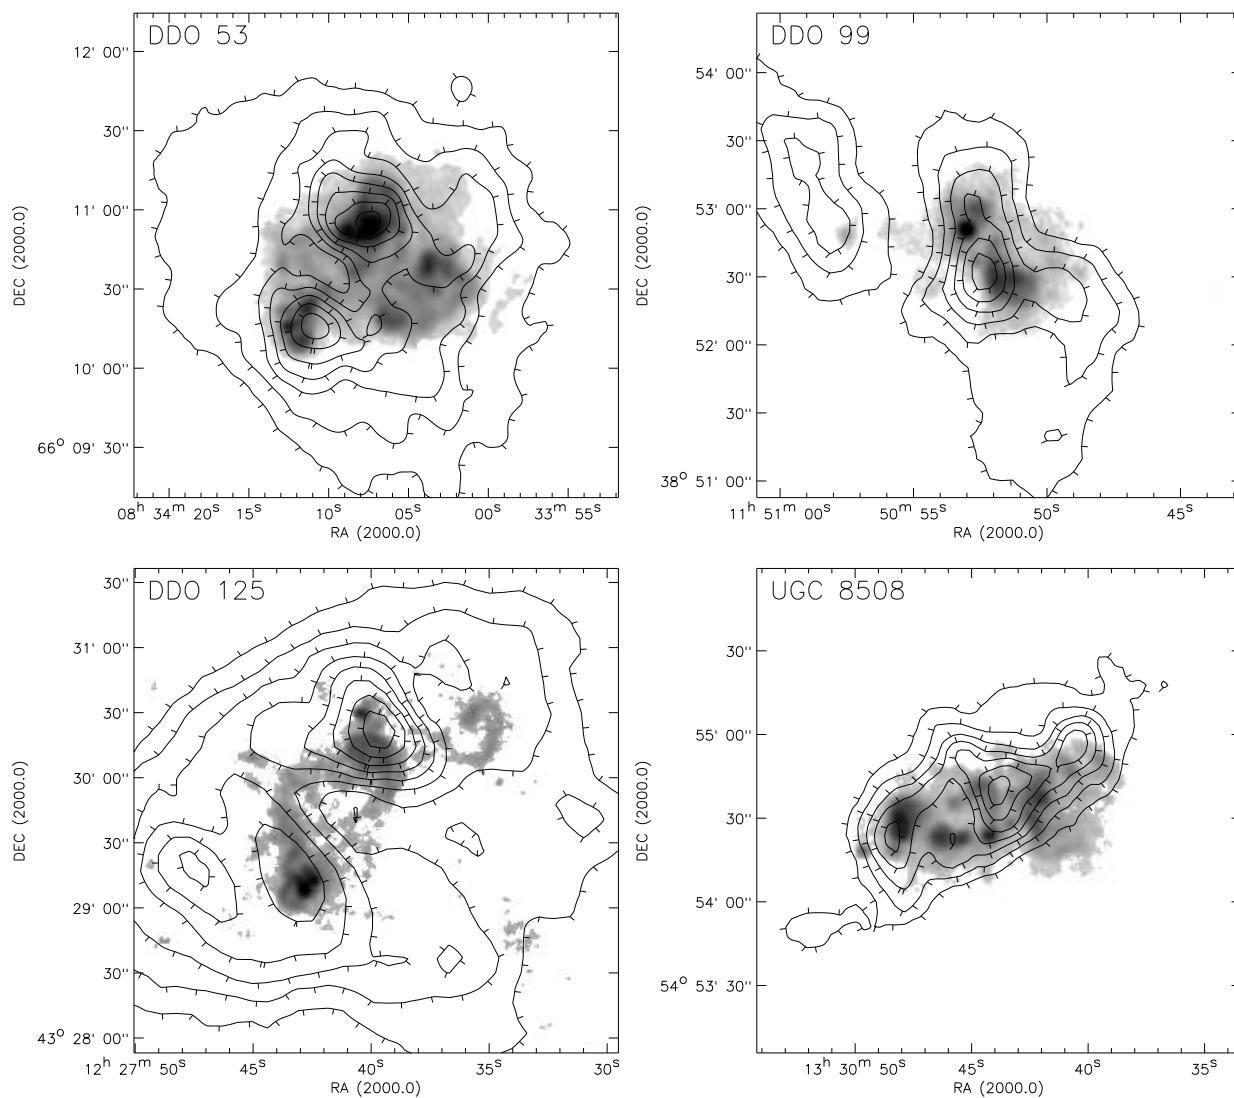 DDO 53
12' 00"
30"
11' 00"
30"
10' 00"
66° 09' 30"
DEC (2000.0)
08ʰ 34ᵐ 20ˢ 15ˢ 10ˢ 05ˢ 00ˢ 33ᵐ 55ˢ
RA (2000.0)
DDO 99
54' 00"
30"
53' 00"
30"
52' 00"
30"
38° 51' 00"
DEC (2000.0)
11ʰ 51ᵐ 00ˢ 50ᵐ 55ˢ 50ˢ 45ˢ
RA (2000.0)
DDO 125
30"
31' 00"
30"
30' 00"
30"
29' 00"
30"
43° 28' 00"
DEC (2000.0)
12ʰ 27ᵐ 50ˢ 45ˢ 40ˢ 35ˢ 30ˢ
RA (2000.0)
UGC 8508
30"
55' 00"
30"
54' 00"
54° 53' 30"
DEC (2000.0)
13ʰ 30ᵐ 50ˢ 45ˢ 40ˢ 35ˢ
RA (2000.0)